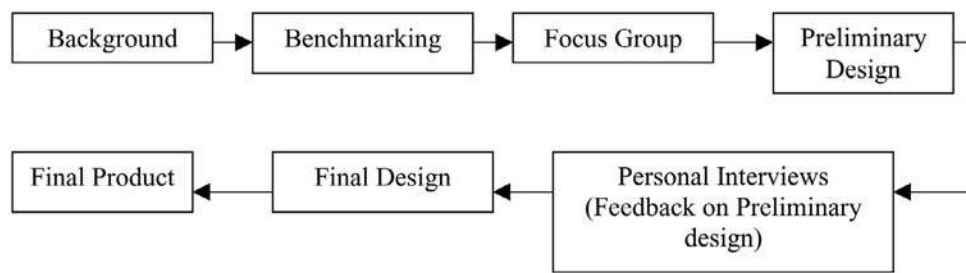 Background
Benchmarking
Focus Group
Preliminary
Design
Final Product
Final Design
Personal Interviews
(Feedback on Preliminary
design)